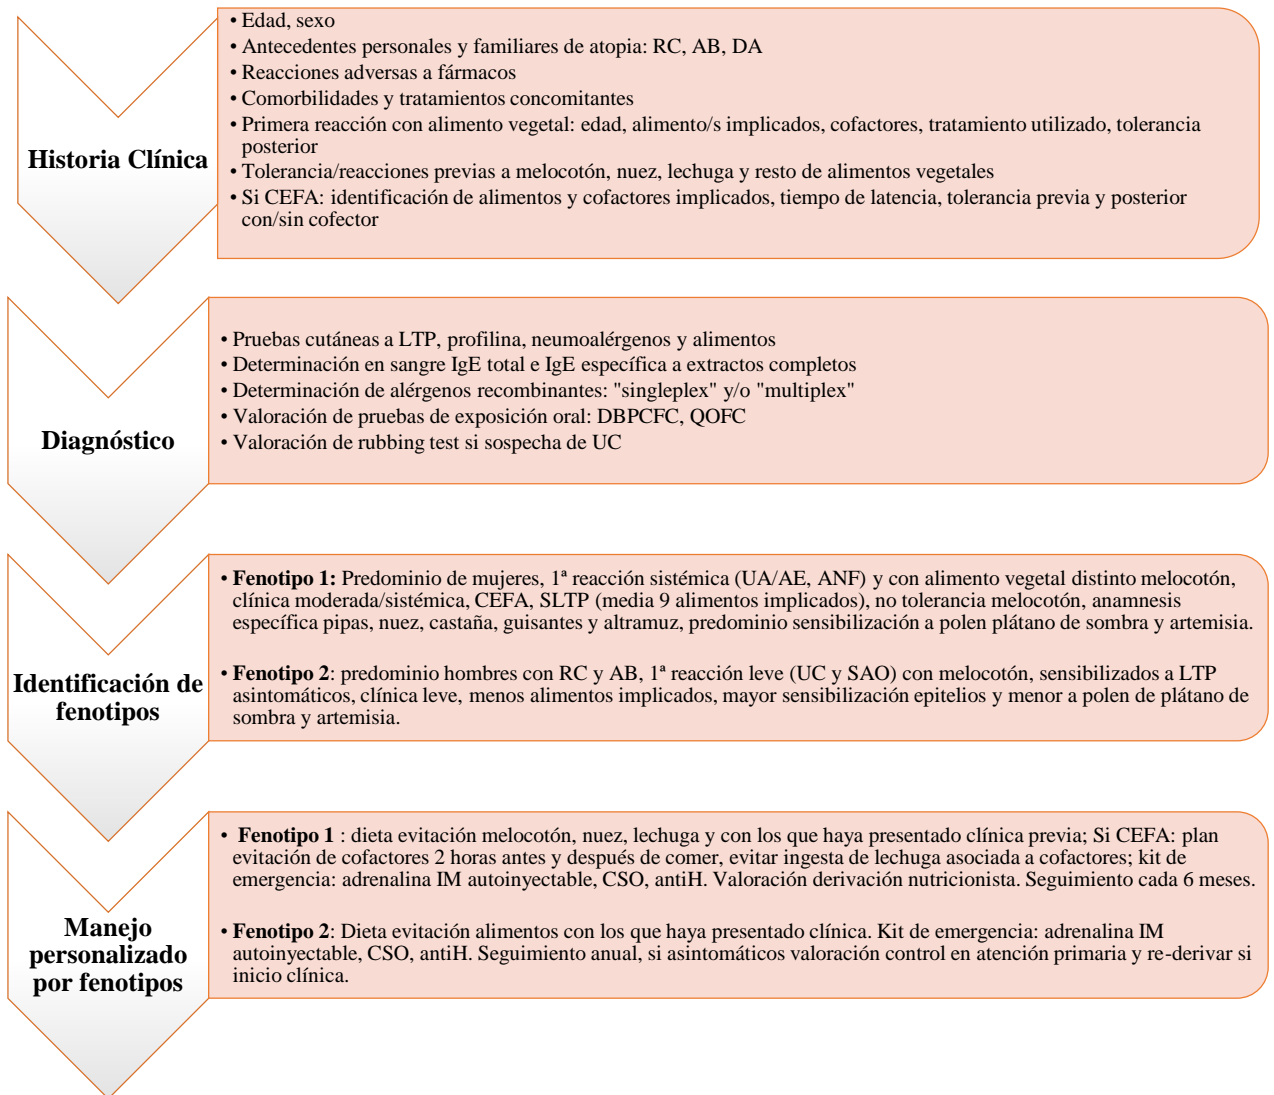 Historia Clínica
• Edad, sexo
• Antecedentes personales y familiares de atopia: RC, AB, DA
• Reacciones adversas a fármacos
• Comorbilidades y tratamientos concomitantes
• Primera reacción con alimento vegetal: edad, alimento/s implicados, cofactores, tratamiento utilizado, tolerancia
posterior
• Tolerancia/reacciones previas a melocotón, nuez, lechuga y resto de alimentos vegetales
• Si CEFA: identificación de alimentos y cofactores implicados, tiempo de latencia, tolerancia previa y posterior
con/sin cofector
Diagnóstico
• Pruebas cutáneas a LTP, profilina, neumoalérgenos y alimentos
• Determinación en sangre IgE total e IgE específica a extractos completos
• Determinación de alérgenos recombinantes: "singleplex" y/o "multiplex"
• Valoración de pruebas de exposición oral: DBPCFC, QOFC
• Valoración de rubbing test si sospecha de UC
Identificación de
fenotipos
• Fenotipo 1: Predominio de mujeres, 1ª reacción sistémica (UA/AE, ANF) y con alimento vegetal distinto melocotón,
clínica moderada/sistémica, CEFA, SLTP (media 9 alimentos implicados), no tolerancia melocotón, anamnesis
específica pipas, nuez, castaña, guisantes y altramuz, predominio sensibilización a polen plátano de sombra y artemisia.
• Fenotipo 2: predominio hombres con RC y AB, 1ª reacción leve (UC y SAO) con melocotón, sensibilizados a LTP
asintomáticos, clínica leve, menos alimentos implicados, mayor sensibilización epitelios y menor a polen de plátano de
sombra y artemisia.
Manejo
personalizado
por fenotipos
• Fenotipo 1 : dieta evitación melocotón, nuez, lechuga y con los que haya presentado clínica previa; Si CEFA: plan
evitación de cofactores 2 horas antes y después de comer, evitar ingesta de lechuga asociada a cofactores; kit de
emergencia: adrenalina IM autoinyectable, CSO, antiH. Valoración derivación nutricionista. Seguimiento cada 6 meses.
• Fenotipo 2: Dieta evitación alimentos con los que haya presentado clínica. Kit de emergencia: adrenalina IM
autoinyectable, CSO, antiH. Seguimiento anual, si asintomáticos valoración control en atención primaria y re-derivar si
inicio clínica.